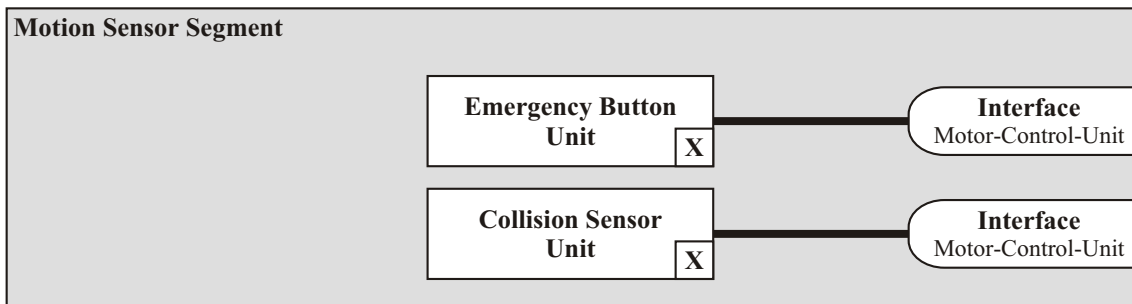 Motion Sensor Segment
Emergency Button
Unit
X
Interface
Motor-Control-Unit
Collision Sensor
Unit
X
Interface
Motor-Control-Unit